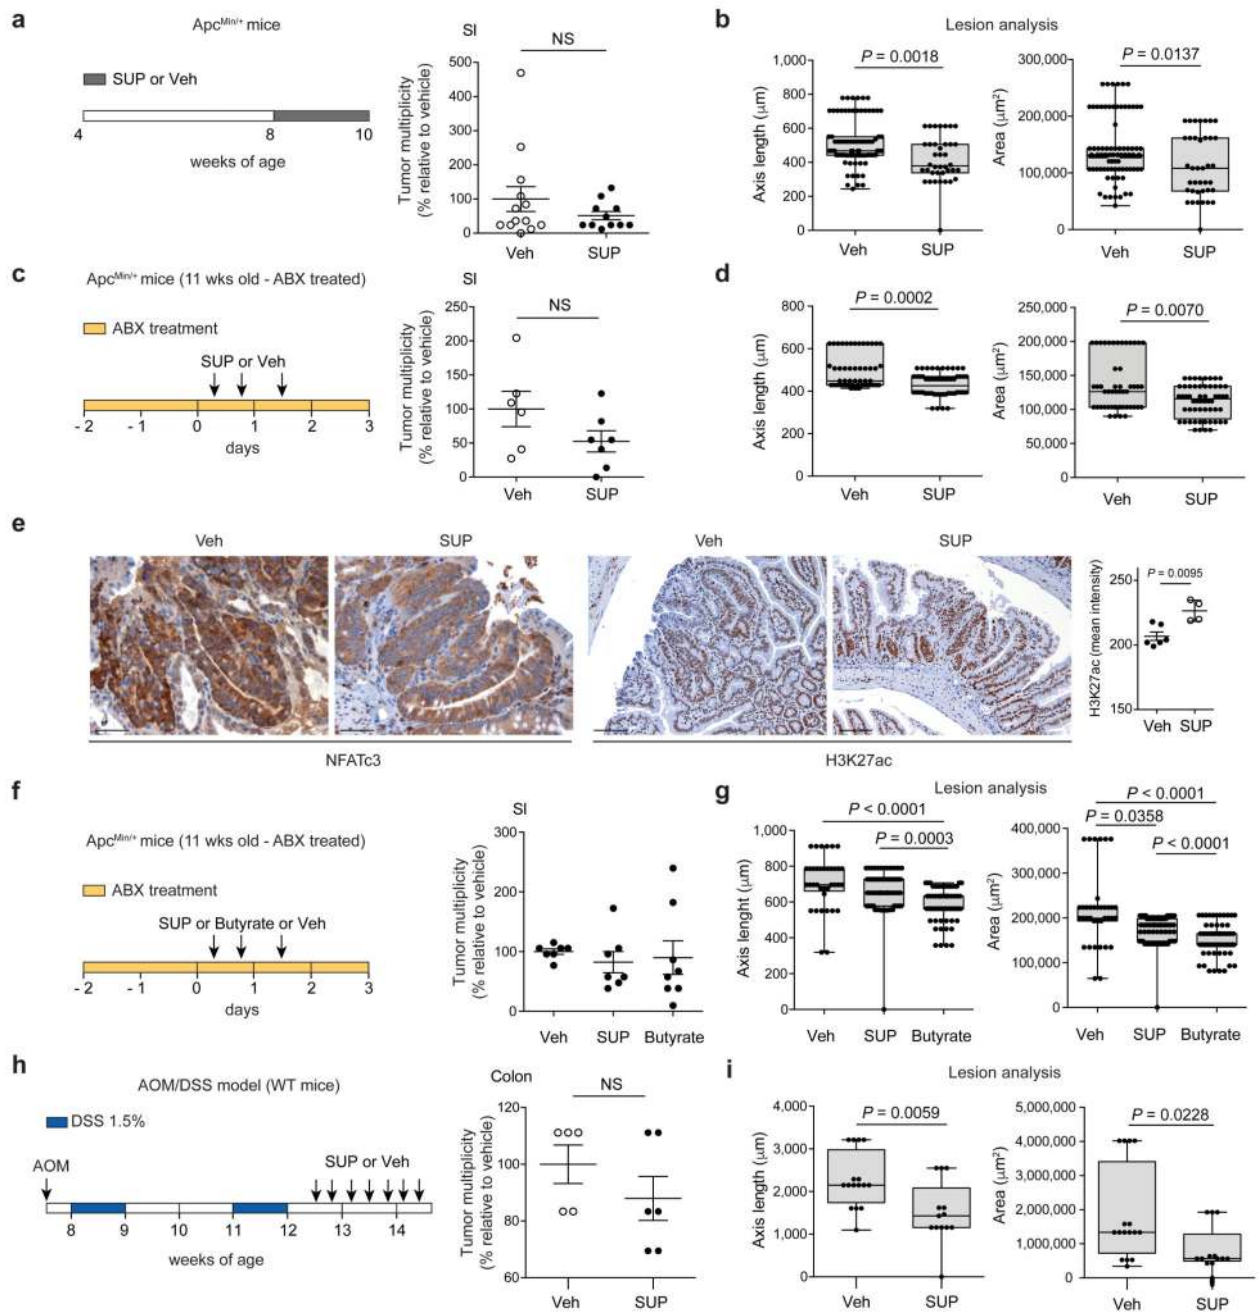 a
Apc^Min/+ mice
SUP or Veh
4 8 10
weeks of age
SI
NS
Tumor multiplicity
(% relative to vehicle)
500
400
300
200
100
0
Veh SUP
b
Lesion analysis
P = 0.0018
Axis length (μm)
1,000
800
600
400
200
0
Veh SUP
P = 0.0137
Area (μm²)
300,000
200,000
100,000
0
Veh SUP
c
Apc^Min/+ mice (11 wks old - ABX treated)
ABX treatment
SUP or Veh
- 2 - 1 0 1 2 3
days
SI
NS
Tumor multiplicity
(% relative to vehicle)
250
200
150
100
50
0
Veh SUP
d
P = 0.0002
Axis length (μm)
800
600
400
200
0
Veh SUP
P = 0.0070
Area (μm²)
250,000
200,000
150,000
100,000
50,000
0
Veh SUP
e
Veh SUP
NFATc3
Veh SUP
H3K27ac
P = 0.0095
H3K27ac (mean intensity)
250
200
150
Veh SUP
f
Apc^Min/+ mice (11 wks old - ABX treated)
ABX treatment
SUP or Butyrate or Veh
- 2 - 1 0 1 2 3
days
SI
Tumor multiplicity
(% relative to vehicle)
300
200
100
0
Veh SUP Butyrate
g
Lesion analysis
P < 0.0001
P = 0.0003
Axis lenght (μm)
1,000
800
600
400
200
0
Veh SUP Butyrate
P < 0.0001
P = 0.0358
P < 0.0001
Area (μm²)
400,000
300,000
200,000
100,000
0
Veh SUP Butyrate
h
AOM/DSS model (WT mice)
DSS 1.5%
AOM
SUP or Veh
8 9 10 11 12 13 14
weeks of age
Colon
NS
Tumor multiplicity
(% relative to vehicle)
120
100
80
60
Veh SUP
i
Lesion analysis
P = 0.0059
Axis length (μm)
4,000
3,000
2,000
1,000
0
Veh SUP
P = 0.0228
Area (μm²)
5,000,000
4,000,000
3,000,000
2,000,000
1,000,000
0
Veh SUP